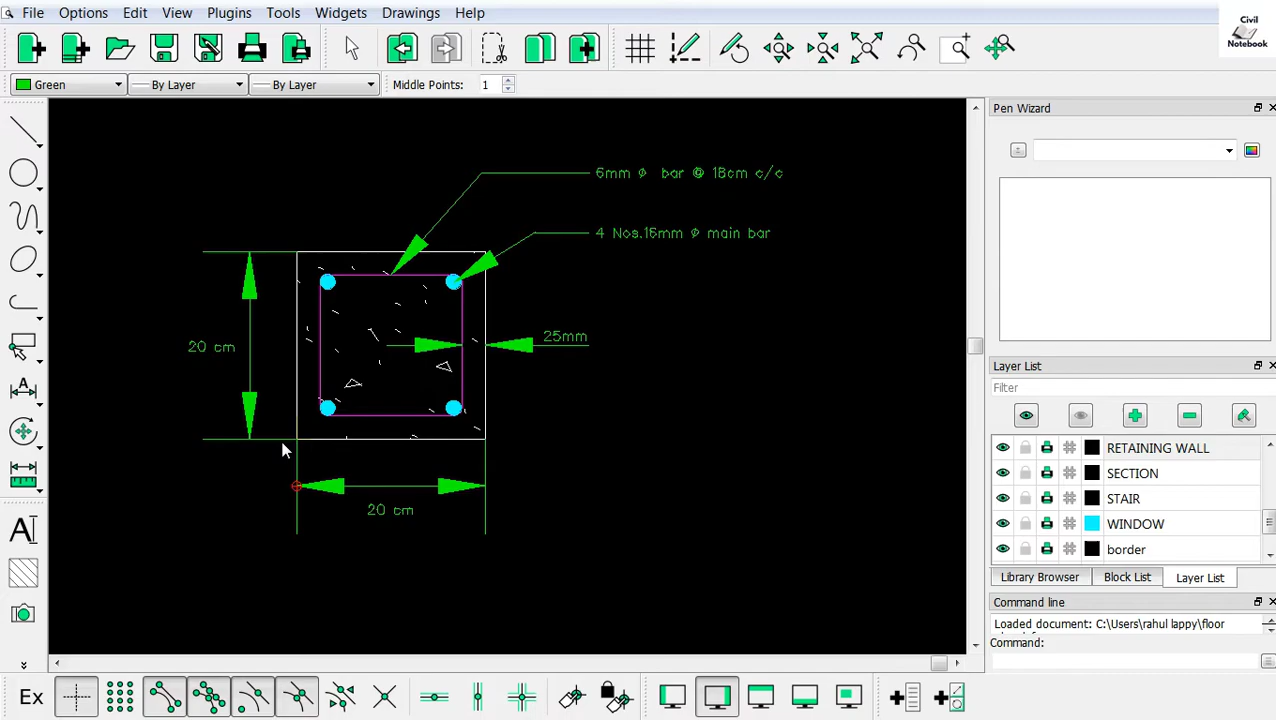 File Options Edit View Plugins Tools Widgets Drawings Help
Civil
Notebook
Green By Layer By Layer Middle Points: 1
Pen Wizard
6mm ϕ bar @ 18cm c/c
4 Nos.16mm ϕ main bar
25mm
20 cm
20 cm
Layer List
Filter
RETAINING WALL
SECTION
STAIR
WINDOW
border
Library Browser Block List Layer List
Command line
Loaded document: C:\Users\rahul lappy/floor
Command:
A
A
Ex